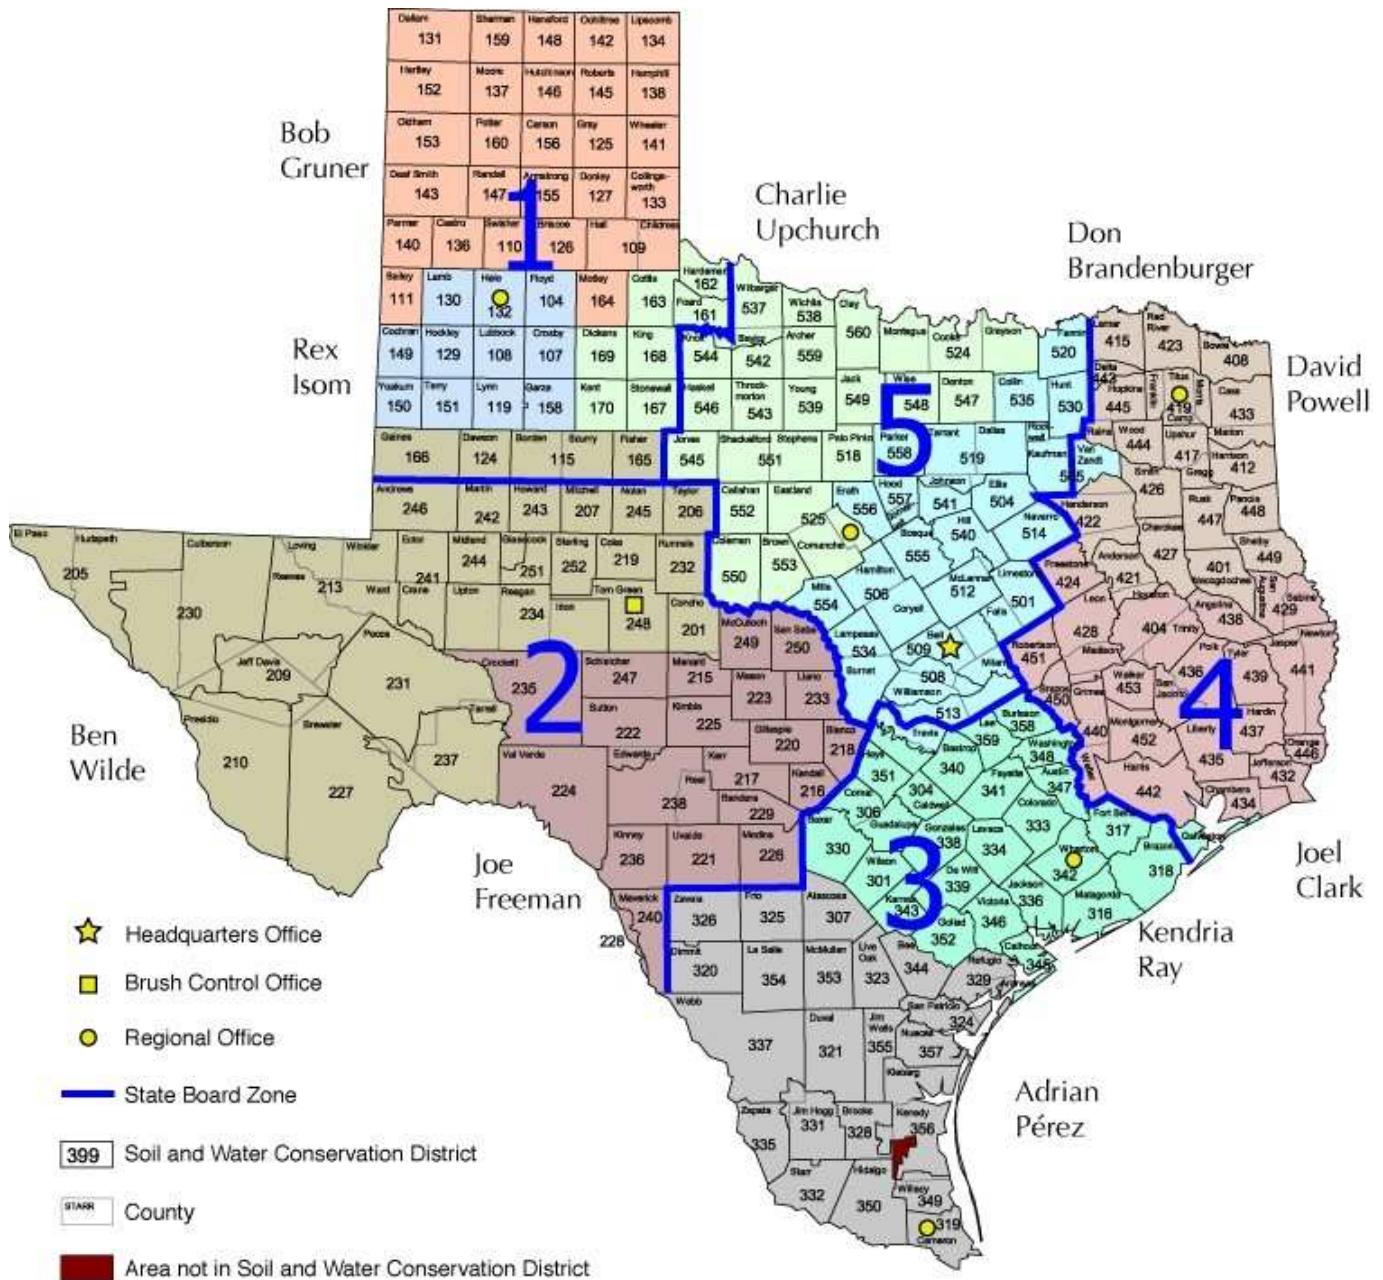 Dallam Sherman Hansford Ochiltree Lipscomb
131 159 148 142 134
Hartley Moore Hutchinson Roberts Hemphill
152 137 146 145 138
Oldham Potter Carson Gray Wheeler
153 160 156 125 141
Bob
Gruner
Deaf Smith Randall Armstrong Donley Collings-
worth
143 147 155 127 133
1
Parmer Castro Swisher Briscoe Hall Childress
140 136 110 126 109
Charlie
Upchurch
Don
Brandenburger
Bailey Lamb Hale Floyd Motley Cottle Hardeman
111 130 132 104 164 163 162
Foard
161
Wilbarger Wichita Clay Montague Cooke Grayson Fannin Lamar Red
River
Bowie
537 538 560 524 520 415 423 408
Rex
Isom
Cochran Hockley Lubbock Crosby Dickens King Knox Baylor Archer
149 129 108 107 169 168 544 542 559
David
Powell
Yoakum Terry Lynn Garza Kent Stonewall Haskell Throck-
morton
Young Jack Wise Denton Collin Hunt Delta Hopkins Franklin Titus Morris Cass
150 151 119 158 170 167 546 543 539 549 548 547 535 530 443 445 419 433
5
Camp
Gaines Dawson Borden Scurry Fisher Jones Shackelford Stephens Palo Pinto Parker Tarrant Dallas Rock-
wall
Kaufman Van
Zandt
Rains Wood Upshur Marion Harrison Gregg Smith
166 124 115 165 545 551 518 558 519 505 444 417 412 426
Andrews Martin Howard Mitchell Nolan Taylor Callahan Eastland Erath Hood Johnson Ellis Navarro Henderson Rusk Panola
246 242 243 207 245 206 552 525 556 557 541 504 514 422 447 448
El Paso Hudspeth Culberson Loving Winkler Ector Midland Glasscock Sterling Coke Runnels Coleman Brown Comanche Bosque Hill Cherokee Shelby
205 230 213 241 244 251 252 219 232 550 553 555 540 427 449
Reeves Ward Crane Upton Reagan Irion Tom Green Concho
234 248 201
Mills Hamilton McLennan Limestone Freestone Anderson Nacogdoches San
Augustine
Sabine
554 506 512 501 424 421 401 429
Coryell Falls Leon Houston Angelina
428 404 438
Pecos Jeff Davis McCulloch San Saba Lampasas Bell Milam Robertson Madison Trinity Polk Tyler Jasper Newton
231 209 249 250 534 509 451 436 439 441
2
4
Crockett Schleicher Menard Mason Llano Burnet Williamson Brazos Grimes Walker San
Jacinto
235 247 215 223 233 508 513 450 453
Presidio Brewster Terrell Sutton Kimble Gillespie Blanco Travis Lee Burleson Washington Montgomery Liberty Hardin Orange
210 227 237 222 225 220 218 359 358 348 440 452 435 437 446
Ben
Wilde
Val Verde Edwards Real Kerr Kendall Bandera Hays Bastrop Fayette Austin Waller Harris Chambers Jefferson
224 238 217 216 229 351 340 341 347 442 434 432
Comal Caldwell Colorado Fort Bend Galveston
306 304 333 317
Kinney Uvalde Medina Bexar Guadalupe Gonzales Lavaca Wharton Brazoria
236 221 226 330 338 334 342 318
Joe
Freeman
Joel
Clark
3
Wilson De Witt Jackson Matagorda
301 339 336 316
Maverick Zavala Frio Atascosa Karnes Goliad Victoria Calhoun
240 326 325 307 343 352 346 345
228
Kendria
Ray
Dimmit La Salle McMullen Live
Oak
Bee Refugio Aransas
320 354 353 323 344 329
Webb Duval Jim
Wells
San Patricio Nueces Kleberg
337 321 355 324 357
Adrian
Pérez
Zapata Jim Hogg Brooks Kenedy
335 331 328 356
Starr Hidalgo Willacy Cameron
332 350 349 319
Headquarters Office
Brush Control Office
Regional Office
State Board Zone
399 Soil and Water Conservation District
STARR County
Area not in Soil and Water Conservation District